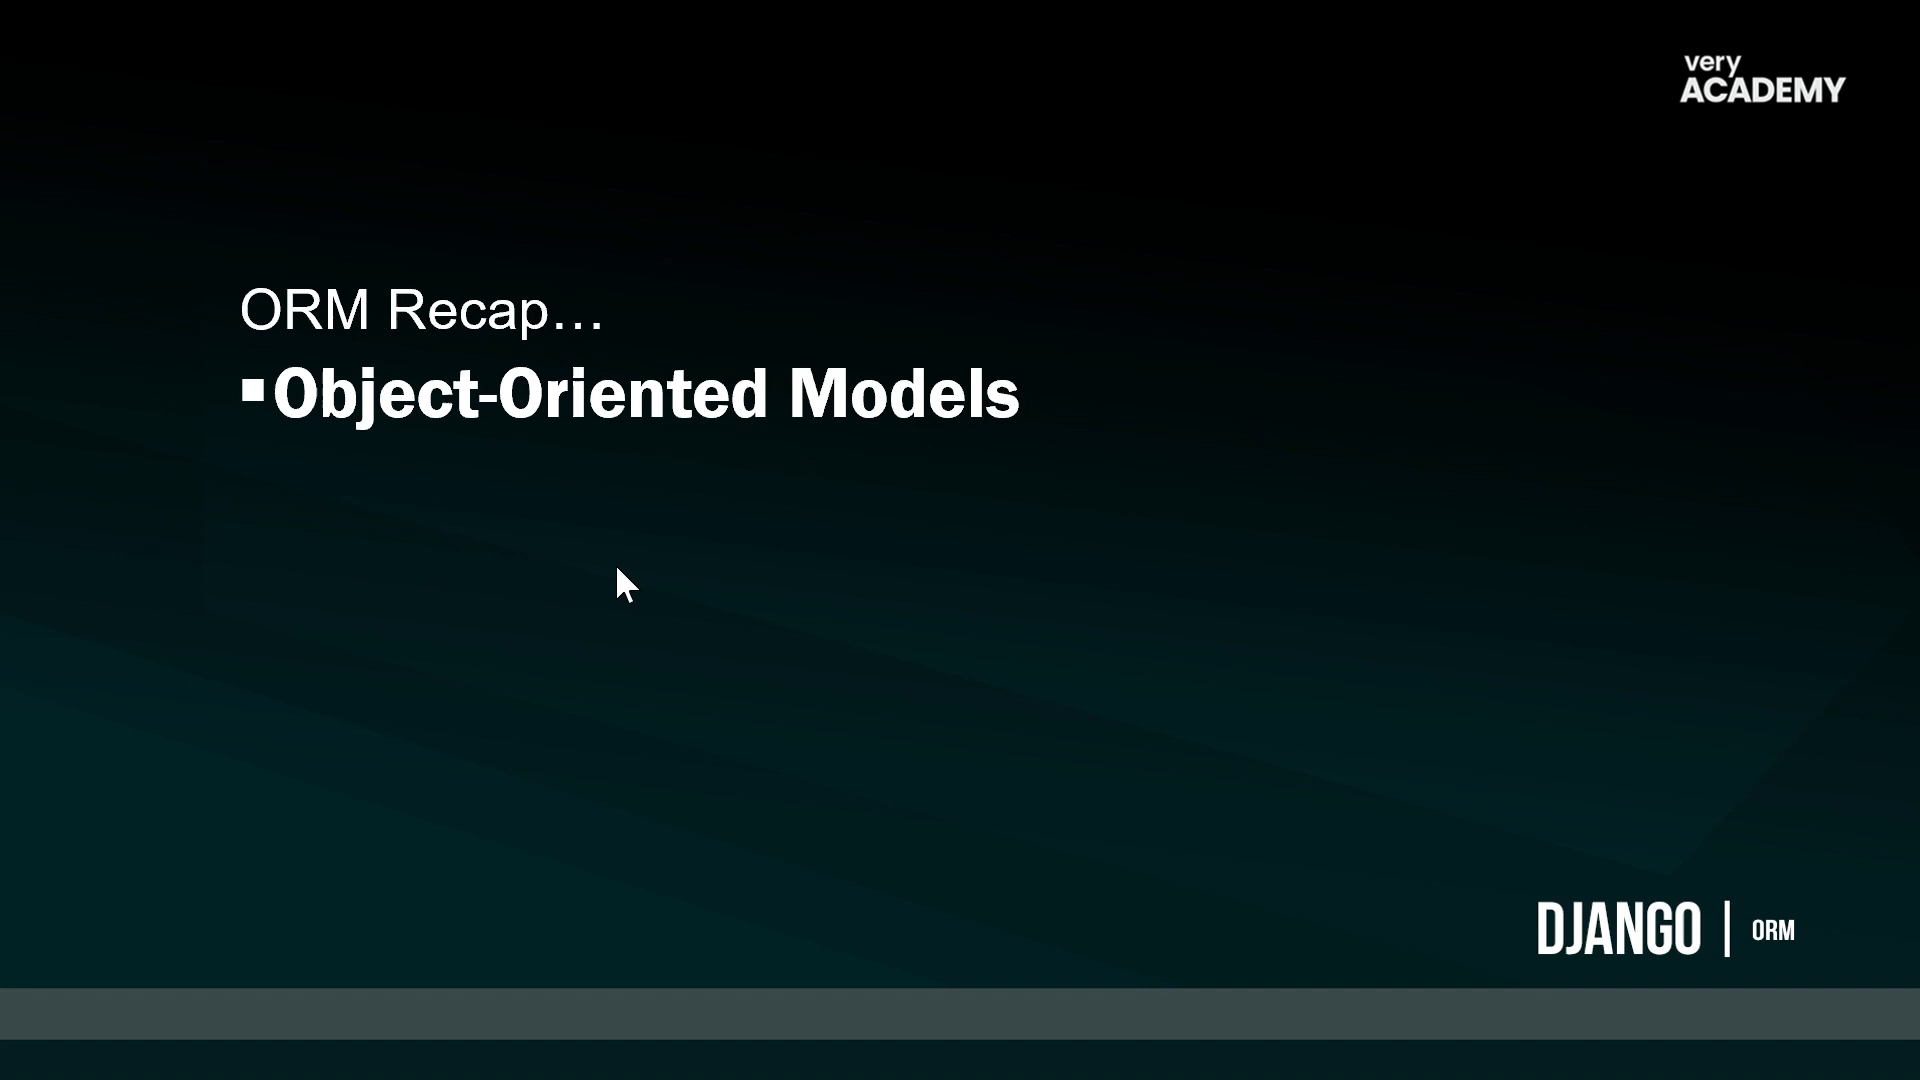 very
ACADEMY
ORM Recap…
▪Object-Oriented Models
DJANGO | ORM